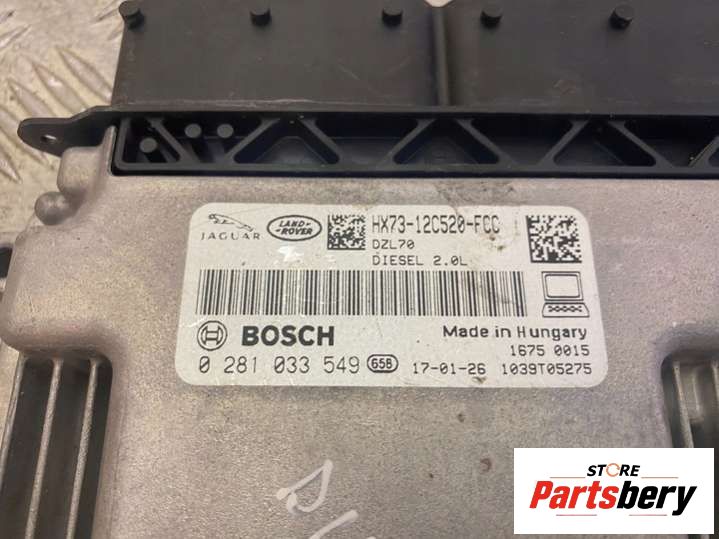 JAGUAR
LAND-ROVER
HX73-12C520-FCC
DZL70
DIESEL 2.0L
BOSCH
Made in Hungary
1675 0015
0 281 033 549 65B 17-01-26 1039T05275
STORE
Partsbery